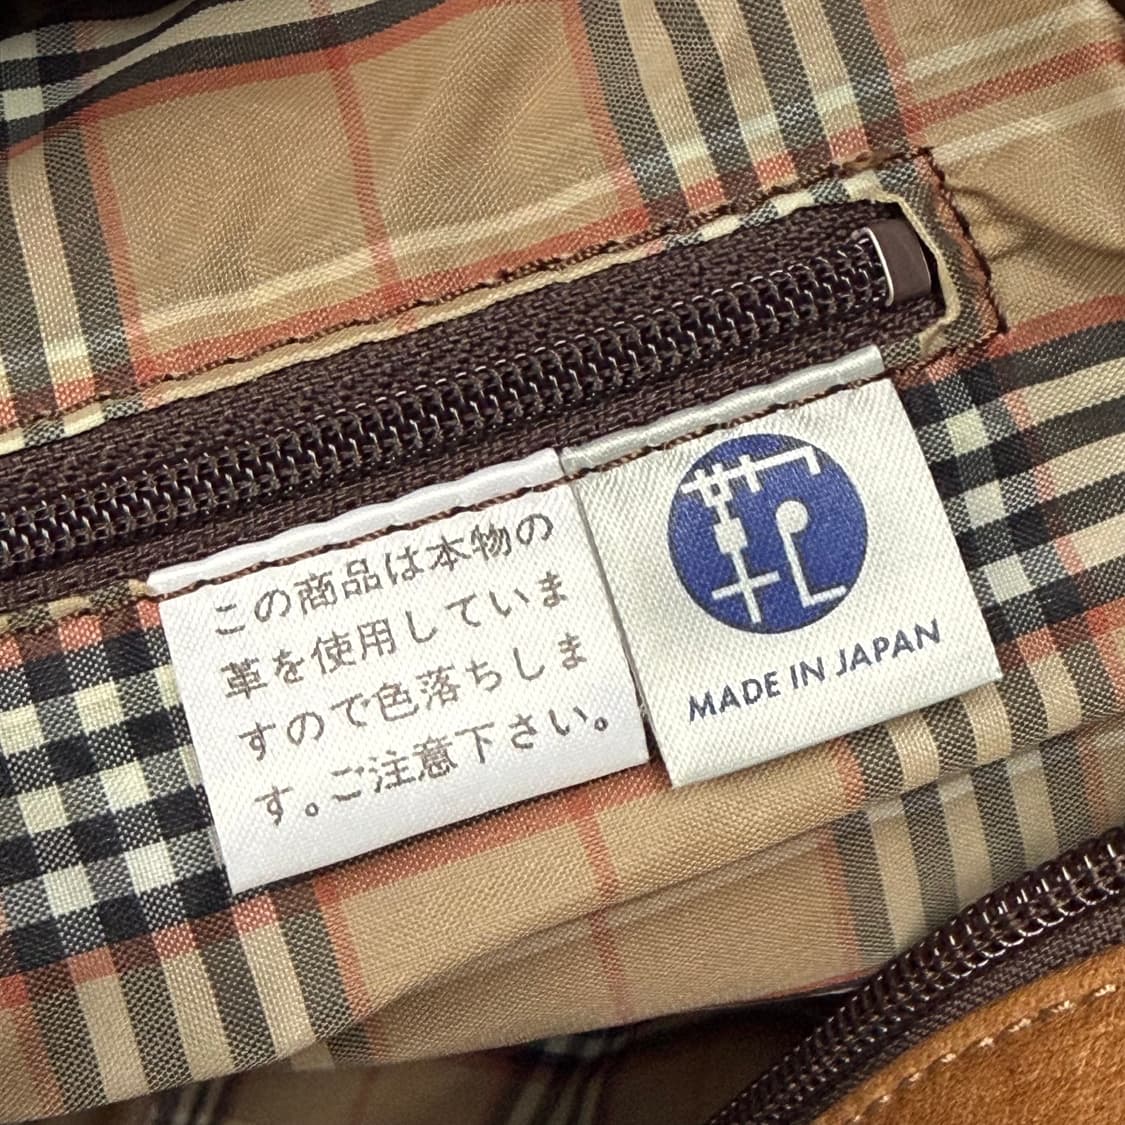 この商品は本物の
革を使用していま
すので色落ちしま
す。ご注意下さい。
MADE IN JAPAN